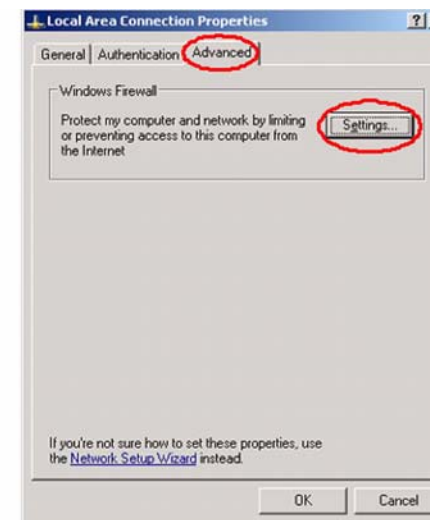 Local Area Connection Properties ?
General Authentication Advanced
Windows Firewall
Protect my computer and network by limiting
or preventing access to this computer from
the Internet
Settings...
If you're not sure how to set these properties, use
the Network Setup Wizard instead.
OK Cancel